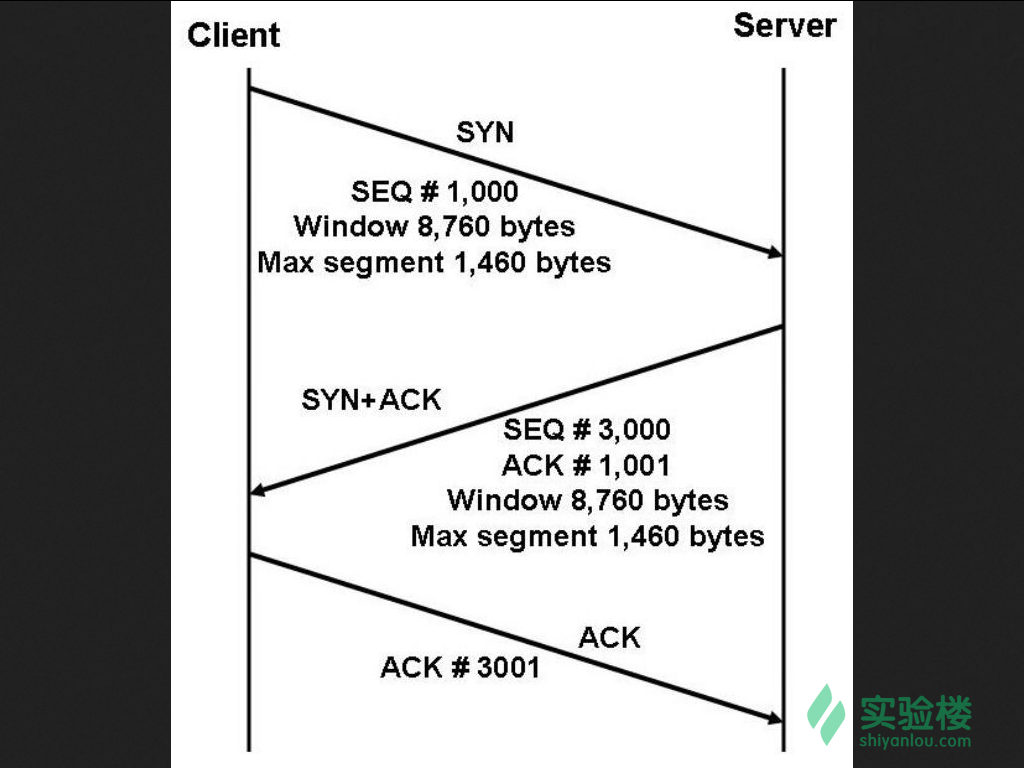 Client
Server
SYN
SEQ # 1,000
Window 8,760 bytes
Max segment 1,460 bytes
SYN+ACK
SEQ # 3,000
ACK # 1,001
Window 8,760 bytes
Max segment 1,460 bytes
ACK
ACK # 3001
实验楼
shiyanlou.com